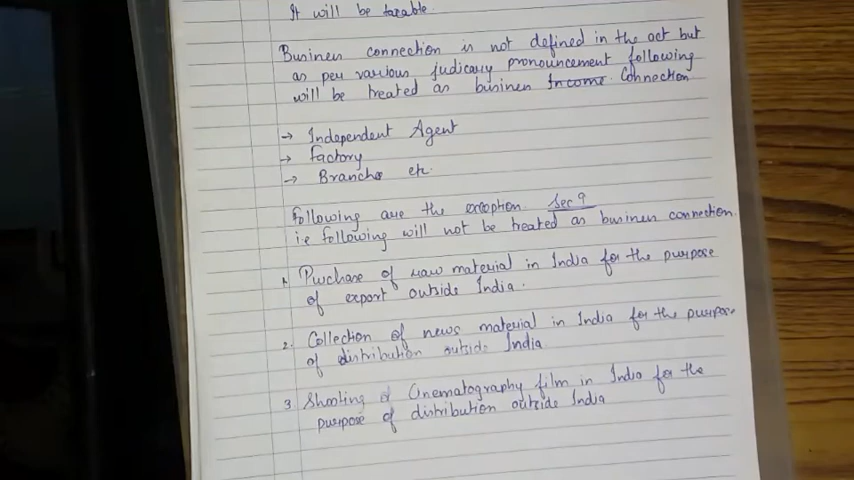 It will be taxable.
Business connection is not defined in the act but
as per various judicary pronouncement following
will be treated as business Income Connection
→ Independent Agent
→ Factory
→ Branchs etc.
Following are the exception. Sec 9
i.e following will not be treated as business connection.
1. Purchase of raw material in India for the purpose
of export outside India.
2. Collection of news material in India for the purpose
of distribution outside India
3 Shooting of Cinematography film in India for the
purpose of distribution outside India